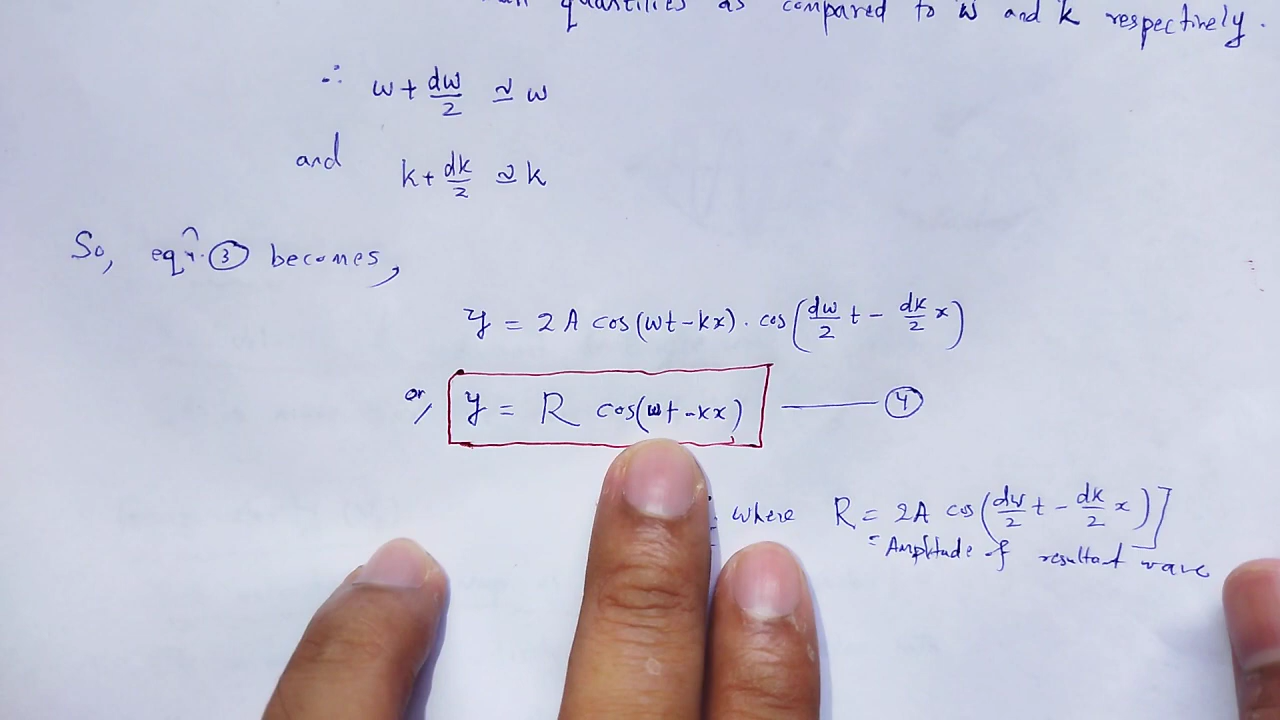 quantities as compared to ω and k respectively.
∴ ω + dω/2 ≃ ω
and k + dk/2 ≃ k
So, eqn. ③ becomes,
y = 2A cos(ωt - kx) . cos(dω/2 t - dk/2 x)
or, y = R cos(ωt - kx) —— ④
where R = 2A cos(dω/2 t - dk/2 x)]
= Amplitude of resultant wave